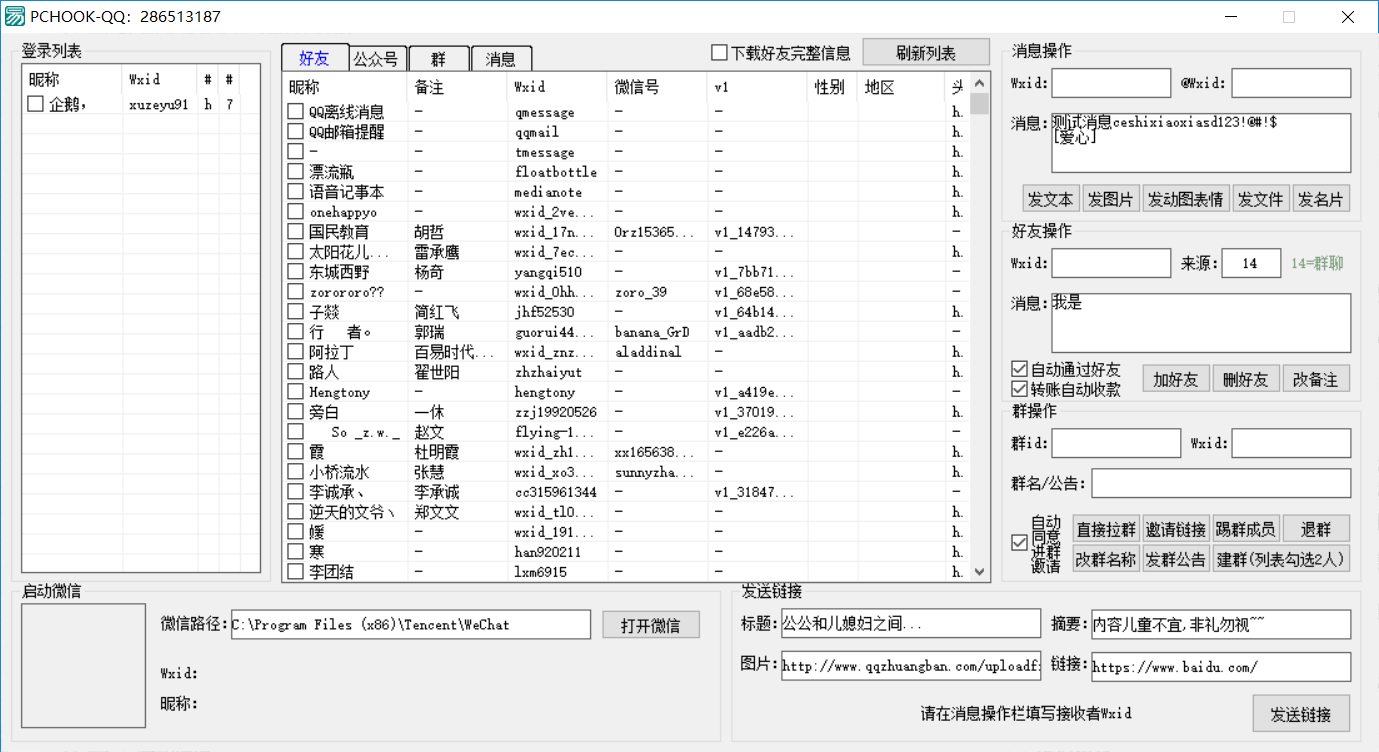 PCHOOK-QQ：286513187
登录列表
昵称 Wxid # #
企鹅, xuzeyu91 h 7
好友 公众号 群 消息
下载好友完整信息 刷新列表
昵称 备注 Wxid 微信号 v1 性别 地区 头
QQ离线消息 - qmessage - - h.
QQ邮箱提醒 - qqmail - - h.
- - tmessage - - h.
漂流瓶 - floatbottle - - h.
语音记事本 - medianote - - h.
onehappyo - wxid_2ve... - - h.
国民教育 胡哲 wxid_17n... Orz15365... v1_14793... -
太阳花儿... 雷承鹰 wxid_7ec... - - h.
东城西野 杨奇 yangqi510 - v1_7bb71... -
zorororo?? - wxid_0hh... zoro_39 v1_68e58... -
子燚 简红飞 jhf52530 - v1_64b14... h.
行 者。 郭瑞 guorui44... banana_GrD v1_aadb2... -
阿拉丁 百易时代... wxid_znz... aladdinal - h.
路人 翟世阳 zhzhaiyut - - h.
Hengtony - hengtony - v1_a419e... -
旁白 一休 zzj19920526 - v1_37019... h.
So _z.w._ 赵文 flying-1... - v1_e226a... -
霞 杜明霞 wxid_zh1... xx165638... - h.
小桥流水 张慧 wxid_xo3... sunnyzha... - h.
李诚承、 李承诚 cc315961344 - v1_31847... -
逆天的文爷丶 郑文文 wxid_tl0... - - h.
媛 - wxid_191... - - h.
寒 - han920211 - - h.
李团结 - lxm6915 - - h.
消息操作
Wxid: @Wxid:
消息: 测试消息ceshixiaoxiasd123!@#!$
[爱心]
发文本 发图片 发动图表情 发文件 发名片
好友操作
Wxid: 来源: 14 14=群聊
消息: 我是
自动通过好友
转账自动收款
加好友 删好友 改备注
群操作
群id: Wxid:
群名/公告:
自动
同意
进群
邀请
直接拉群 邀请链接 踢群成员 退群
改群名称 发群公告 建群(列表勾选2人)
启动微信
微信路径: C:\Program Files (x86)\Tencent\WeChat 打开微信
Wxid:
昵称:
发送链接
标题: 公公和儿媳妇之间... 摘要: 内容儿童不宜,非礼勿视~~
图片: http://www.qqzhuangban.com/uploadf 链接: https://www.baidu.com/
请在消息操作栏填写接收者Wxid 发送链接